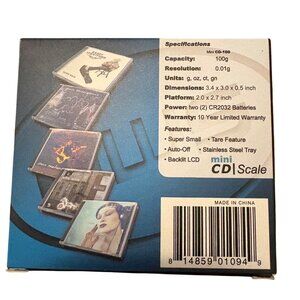 Specifications
Mini CD-100
Capacity: 100g
Resolution: 0.01g
Units: g, oz, ct, gn
Dimensions: 3.4 x 3.0 x 0.5 inch
Platform: 2.0 x 2.7 inch
Power: two (2) CR2032 Batteries
Warranty: 10 Year Limited Warranty
Features:
• Super Small • Tare Feature
• Auto-Off • Stainless Steel Tray
• Backlit LCD
mini
CD|Scale
MADE IN CHINA
8 14859 01094 9